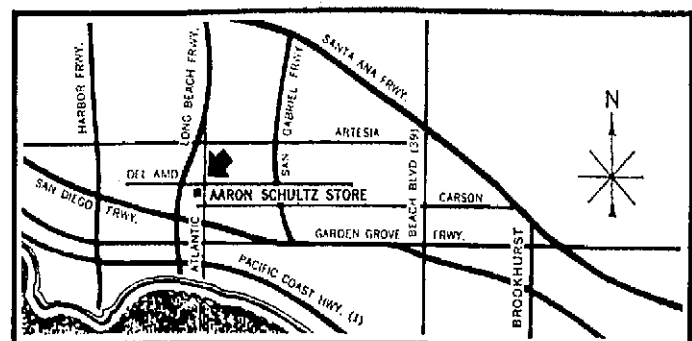 HARBOR FRWY.
LONG BEACH FRWY.
SAN GABRIEL FRWY.
SANTA ANA FRWY.
BEACH BLVD (39)
N
ARTESIA
DEL AMO
SAN DIEGO FRWY.
AARON SCHULTZ STORE
CARSON
ATLANTIC
GARDEN GROVE FRWY.
PACIFIC COAST HWY. (1)
BROOKHURST